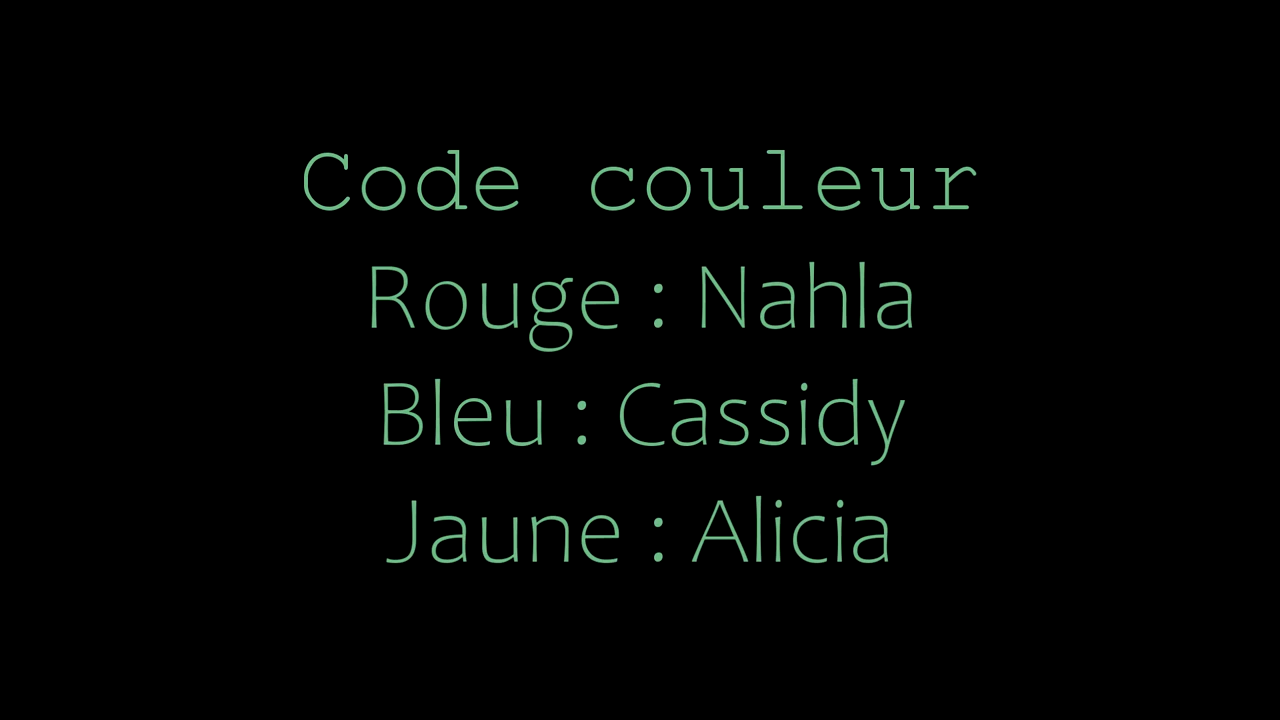 Code couleur
Rouge : Nahla
Bleu : Cassidy
Jaune : Alicia